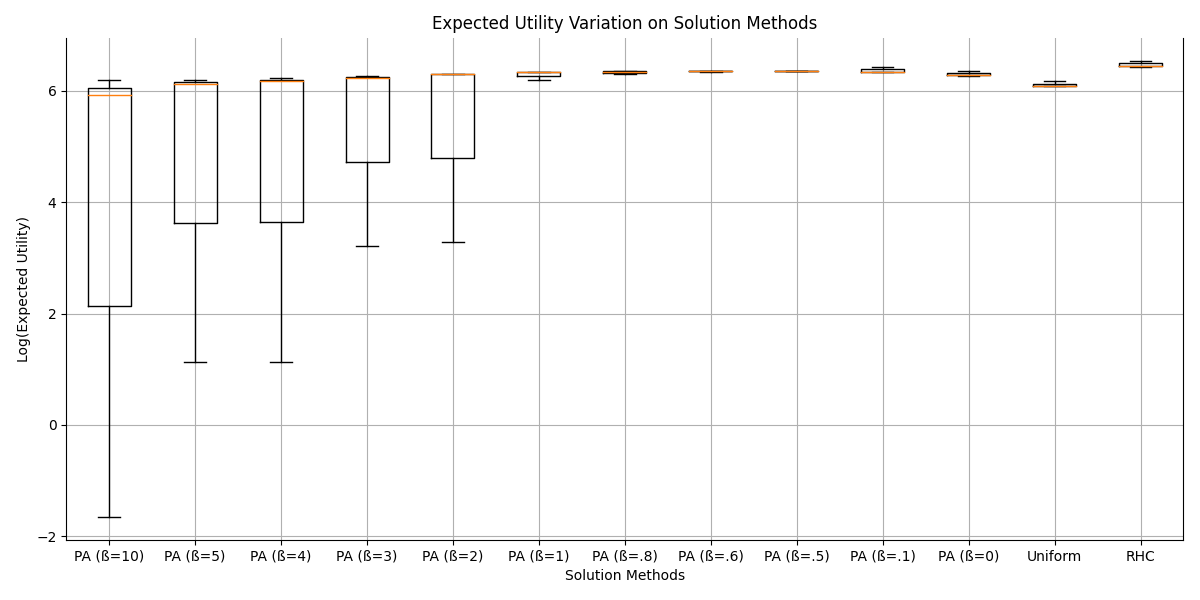 Expected Utility Variation on Solution Methods
Log(Expected Utility)
6
4
2
0
−2
PA (ß=10) PA (ß=5) PA (ß=4) PA (ß=3) PA (ß=2) PA (ß=1) PA (ß=.8) PA (ß=.6) PA (ß=.5) PA (ß=.1) PA (ß=0) Uniform RHC
Solution Methods